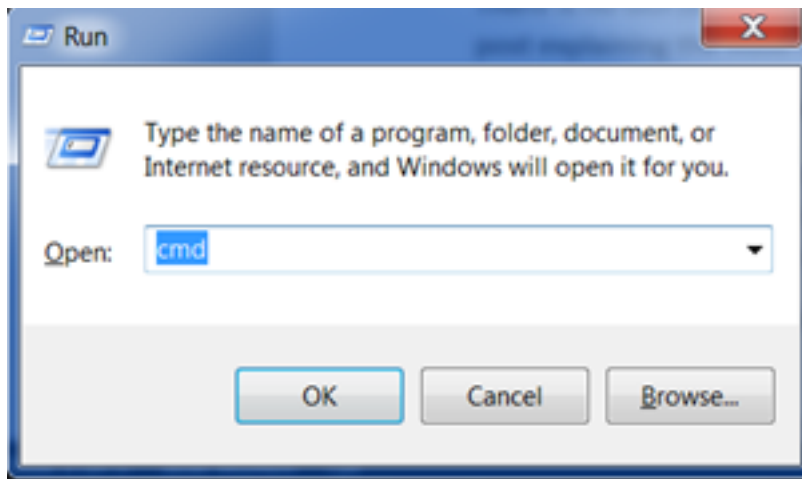 Run
Type the name of a program, folder, document, or
Internet resource, and Windows will open it for you.
Open:
cmd
OK
Cancel
Browse...